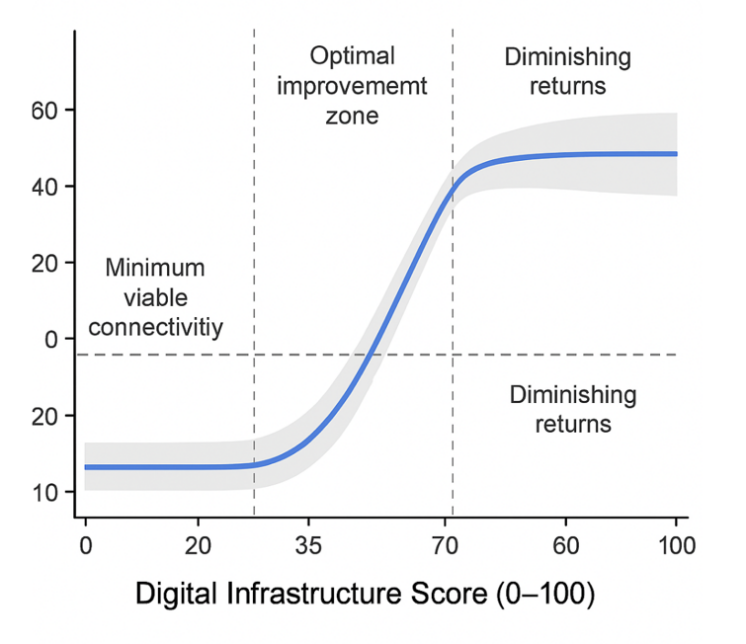 Optimal
improvememt
zone
Diminishing
returns
60
40
20
Minimum
viable
connectivitiy
0
Diminishing
returns
20
10
0 20 35 70 60 100
Digital Infrastructure Score (0–100)